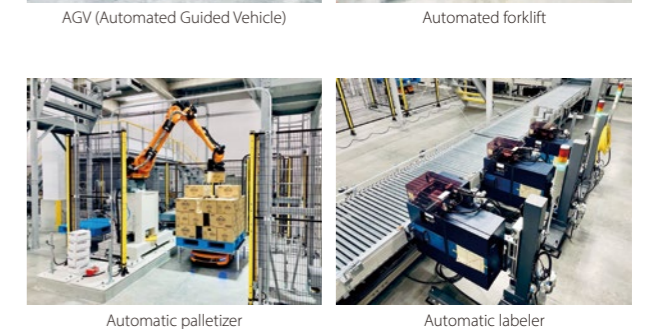 AGV (Automated Guided Vehicle)
Automated forklift
Automatic palletizer
Automatic labeler